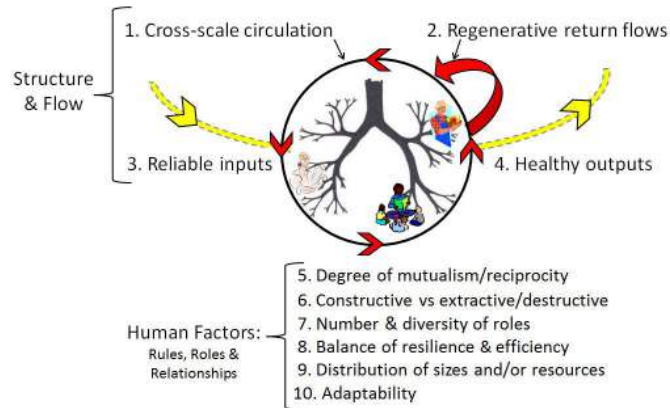 1. Cross-scale circulation
2. Regenerative return flows
Structure
& Flow
3. Reliable inputs
4. Healthy outputs
Human Factors:
Rules, Roles &
Relationships
5. Degree of mutualism/reciprocity
6. Constructive vs extractive/destructive
7. Number & diversity of roles
8. Balance of resilience & efficiency
9. Distribution of sizes and/or resources
10. Adaptability